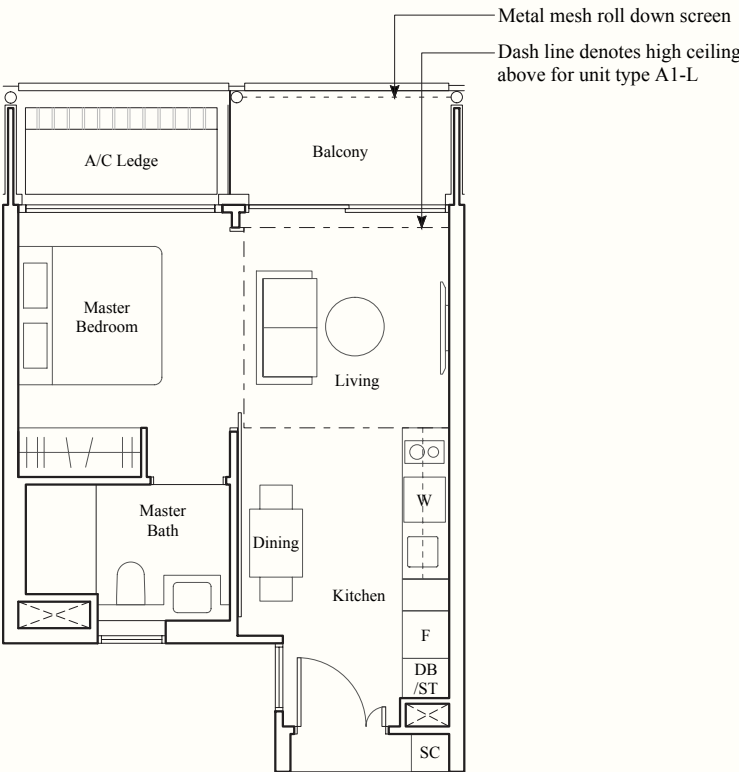 Metal mesh roll down screen
Dash line denotes high ceiling
above for unit type A1-L
A/C Ledge
Balcony
Master
Bedroom
Living
W
Master
Bath
Dining
Kitchen
F
DB
/ST
SC